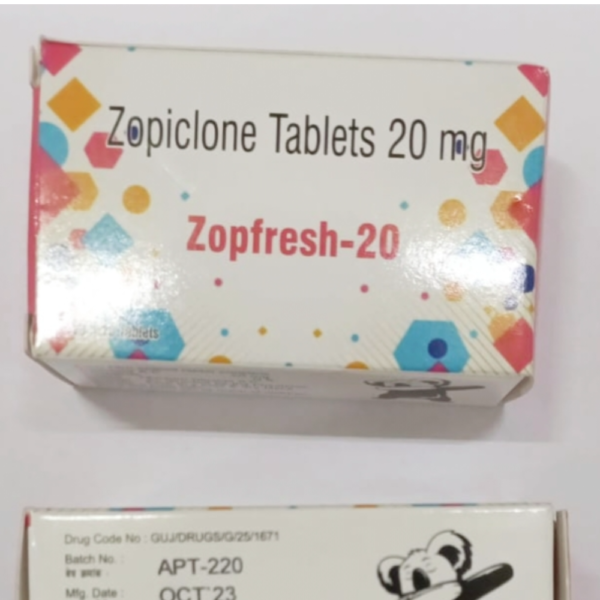 Zopiclone Tablets 20 mg
Zopfresh-20
Tablets
Drug Code No : GUJ/DRUGS/G/25/1671
Batch No. :
APT-220
Mfg. Date :
OCT'23